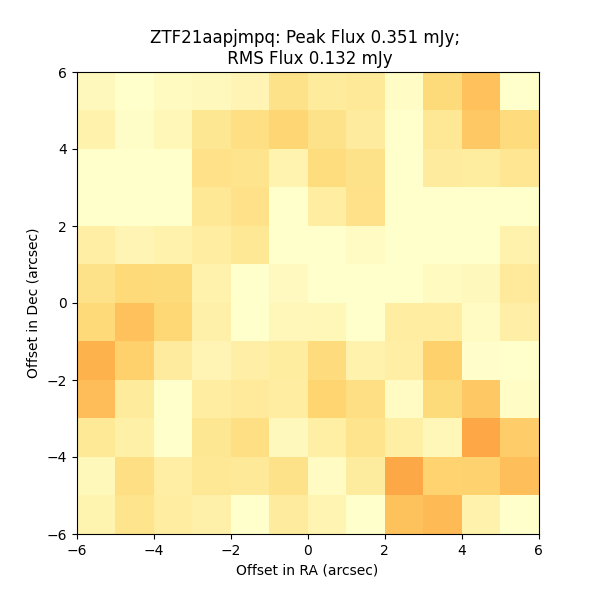 ZTF21aapjmpq: Peak Flux 0.351 mJy;
RMS Flux 0.132 mJy
6
4
2
0
−2
−4
−6
Offset in Dec (arcsec)
−6 −4 −2 0 2 4 6
Offset in RA (arcsec)